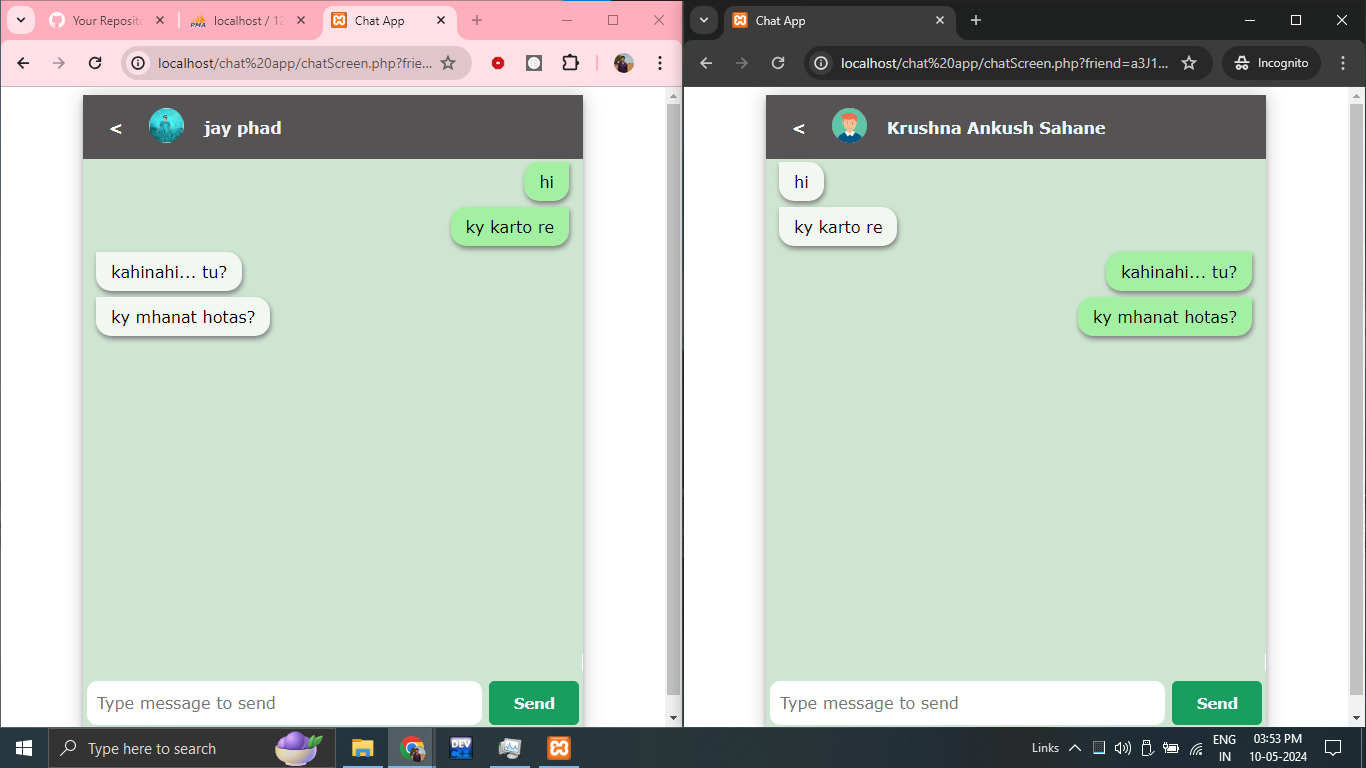 Your Reposito
localhost / 12
Chat App
localhost/chat%20app/chatScreen.php?frie...
< jay phad
hi
ky karto re
kahinahi... tu?
ky mhanat hotas?
Type message to send
Send
Chat App
localhost/chat%20app/chatScreen.php?friend=a3J1...
Incognito
< Krushna Ankush Sahane
hi
ky karto re
kahinahi... tu?
ky mhanat hotas?
Type message to send
Send
Type here to search
DEV
Links
ENG
IN
03:53 PM
10-05-2024